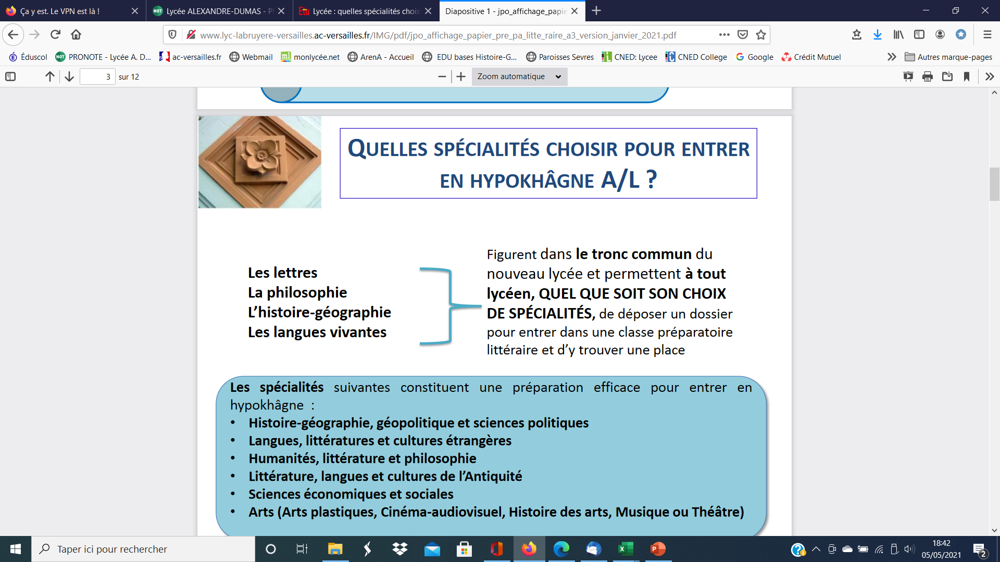 Ça y est. Le VPN est là !
Lycée ALEXANDRE-DUMAS - P
Lycée : quelles spécialités chois
Diapositive 1 - jpo_affichage_papie
www.lyc-labruyere-versailles.ac-versailles.fr/IMG/pdf/jpo_affichage_papier_pre_pa_litte_raire_a3_version_janvier_2021.pdf
Éduscol
PRONOTE - Lycée A. D...
ac-versailles.fr
Webmail
monlycée.net
ArenA - Accueil
EDU bases Histoire-G...
Paroisses Sevres
CNED: Lycee
CNED College
Google
Crédit Mutuel
Autres marque-pages
3 sur 12
Zoom automatique
QUELLES SPÉCIALITÉS CHOISIR POUR ENTRER
EN HYPOKHÂGNE A/L ?
Les lettres
La philosophie
L’histoire-géographie
Les langues vivantes
Figurent dans le tronc commun du
nouveau lycée et permettent à tout
lycéen, QUEL QUE SOIT SON CHOIX
DE SPÉCIALITÉS, de déposer un dossier
pour entrer dans une classe préparatoire
littéraire et d’y trouver une place
Les spécialités suivantes constituent une préparation efficace pour entrer en
hypokhâgne :
• Histoire-géographie, géopolitique et sciences politiques
• Langues, littératures et cultures étrangères
• Humanités, littérature et philosophie
• Littérature, langues et cultures de l’Antiquité
• Sciences économiques et sociales
• Arts (Arts plastiques, Cinéma-audiovisuel, Histoire des arts, Musique ou Théâtre)
Taper ici pour rechercher
18:42
05/05/2021
2